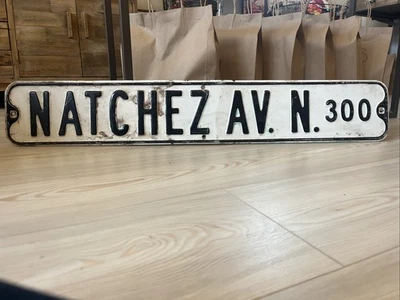 NATCHEZ AV. N. 300